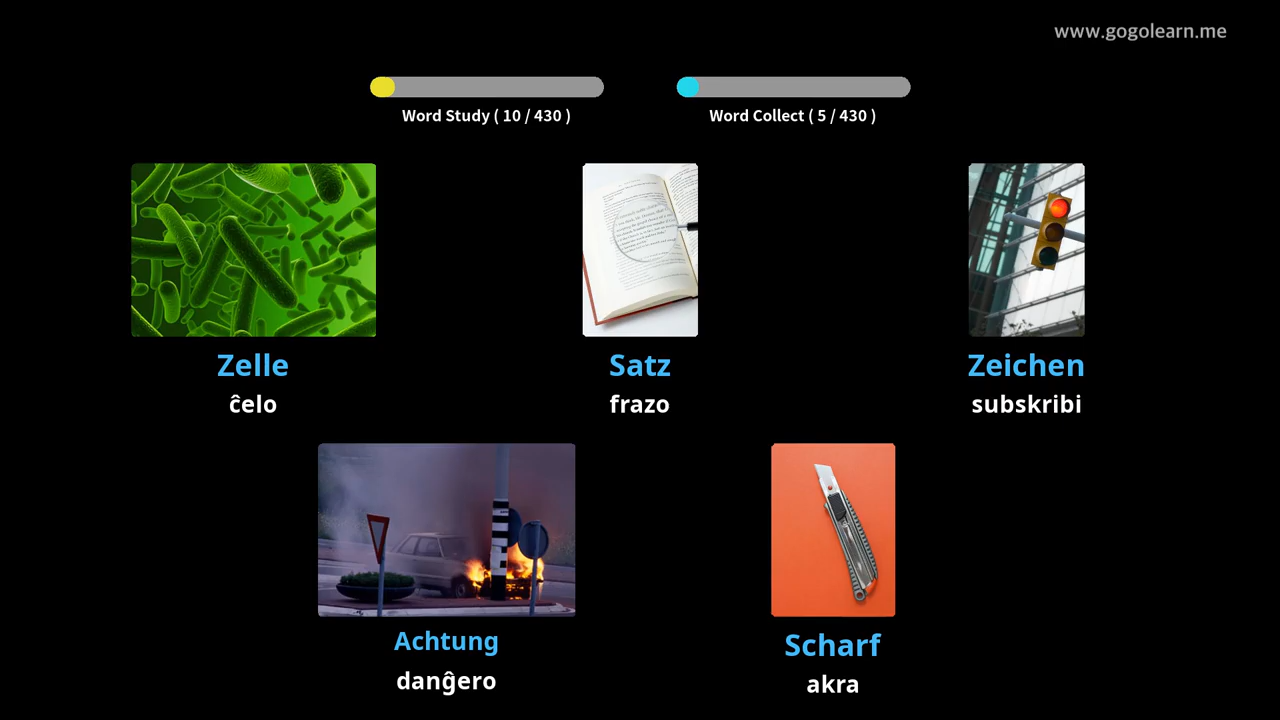 www.gogolearn.me
Word Study ( 10 / 430 )
Word Collect ( 5 / 430 )
Zelle
ĉelo
Satz
frazo
Zeichen
subskribi
Achtung
danĝero
Scharf
akra